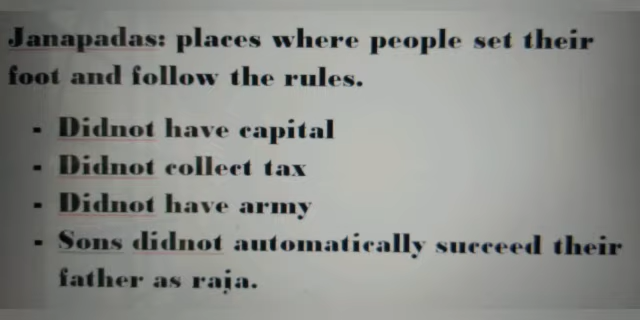 Janapadas: places where people set their
foot and follow the rules.
▪ Didnot have capital
▪ Didnot collect tax
▪ Didnot have army
▪ Sons didnot automatically succeed their
father as raja.